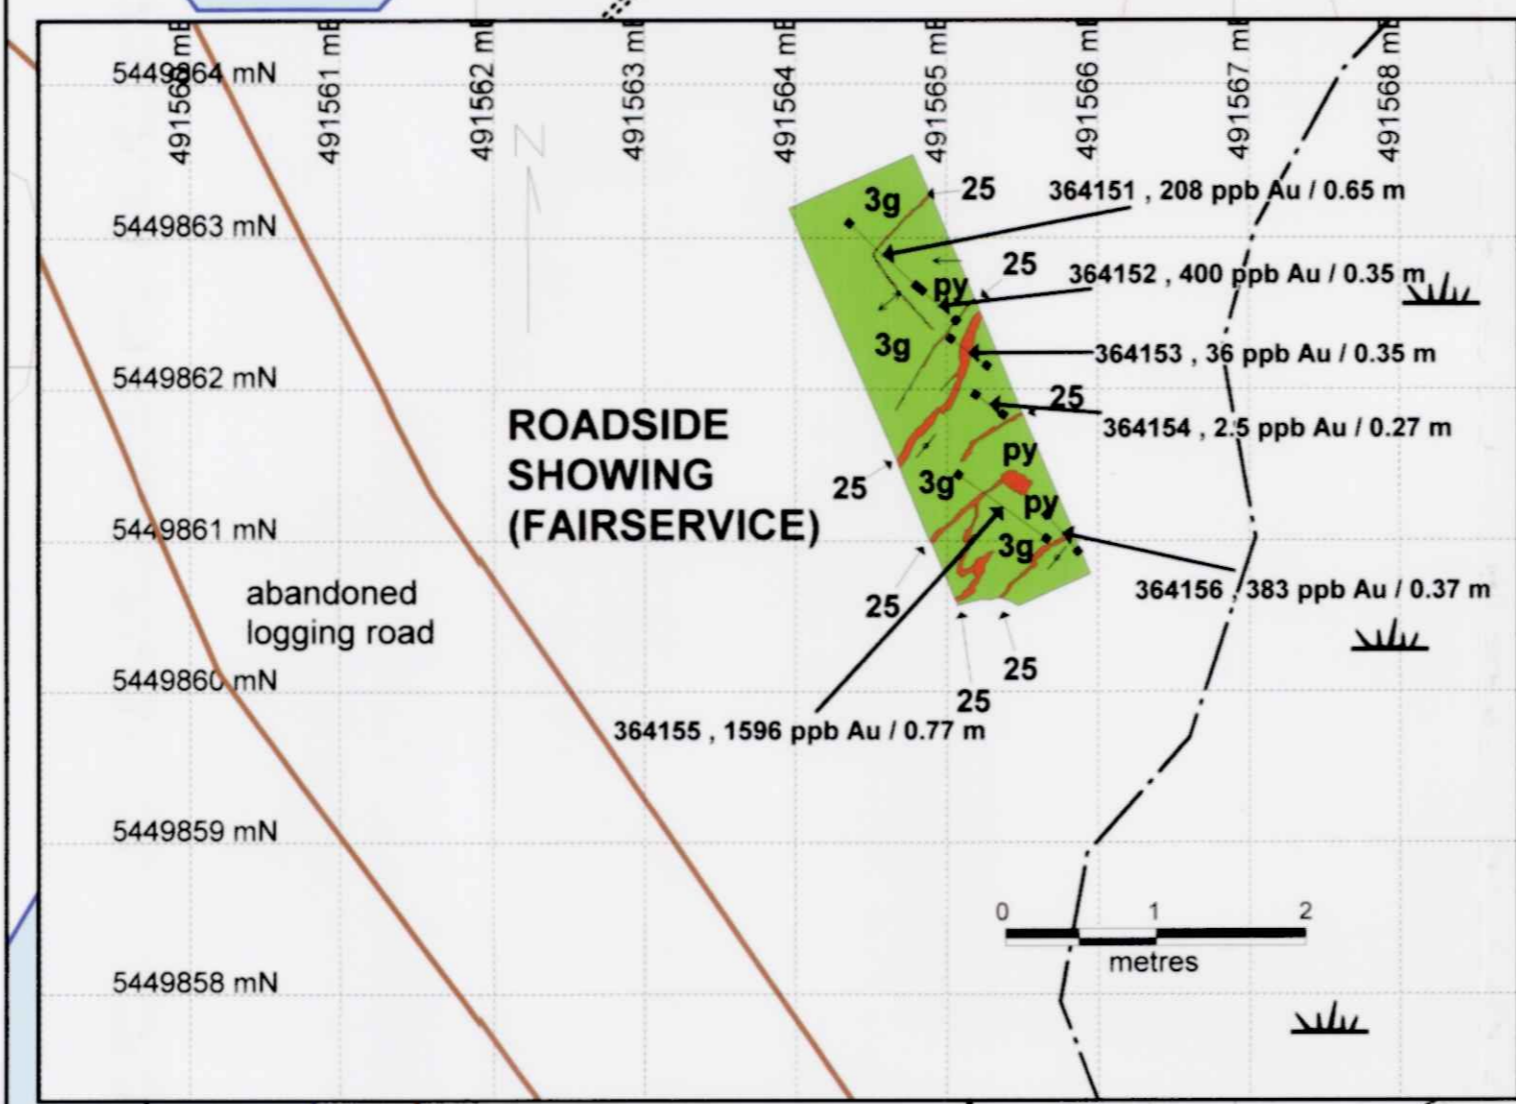 491560 mE
491561 mE
491562 mE
491563 mE
491564 mE
491565 mE
491566 mE
491567 mE
491568 mE
5449864 mN
N
3g
25
364151 , 208 ppb Au / 0.65 m
5449863 mN
25
364152 , 400 ppb Au / 0.35 m
py
3g
364153 , 36 ppb Au / 0.35 m
5449862 mN
25
364154 , 2.5 ppb Au / 0.27 m
ROADSIDE
SHOWING
(FAIRSERVICE)
py
25
3g
py
5449861 mN
3g
364156 , 383 ppb Au / 0.37 m
abandoned
logging road
25
25
5449860 mN
25
364155 , 1596 ppb Au / 0.77 m
5449859 mN
0 1 2
metres
5449858 mN